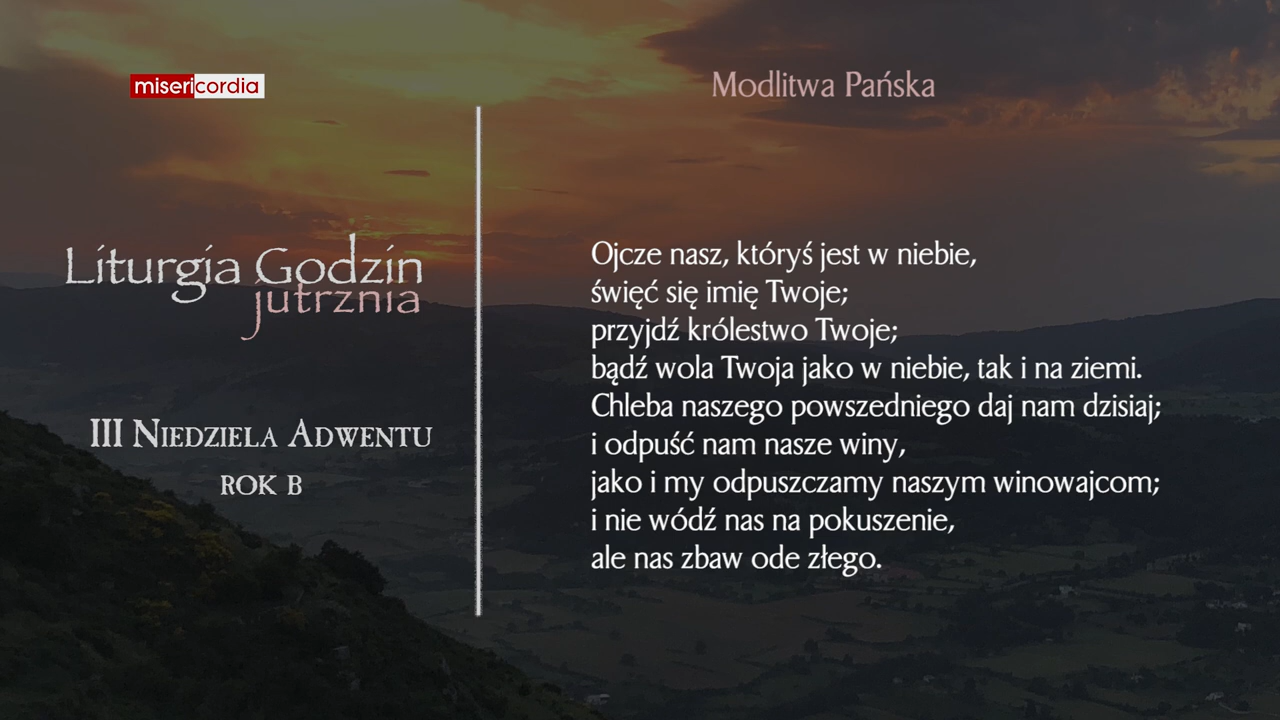 misericordia
Liturgia Godzin
jutrznia
III Niedziela Adwentu
ROK B
Modlitwa Pańska
Ojcze nasz, któryś jest w niebie,
święć się imię Twoje;
przyjdź królestwo Twoje;
bądź wola Twoja jako w niebie, tak i na ziemi.
Chleba naszego powszedniego daj nam dzisiaj;
i odpuść nam nasze winy,
jako i my odpuszczamy naszym winowajcom;
i nie wódź nas na pokuszenie,
ale nas zbaw ode złego.